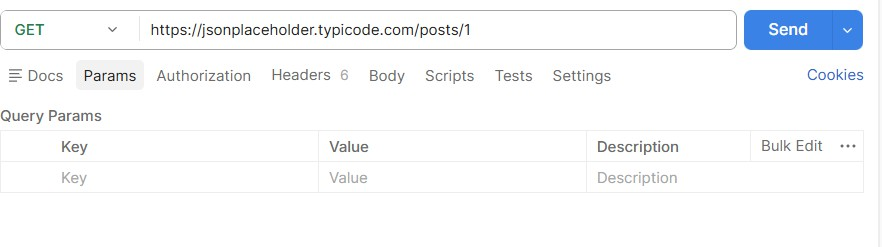 GET https://jsonplaceholder.typicode.com/posts/1 Send
Docs Params Authorization Headers 6 Body Scripts Tests Settings Cookies
Query Params
Key Value Description Bulk Edit
Key Value Description